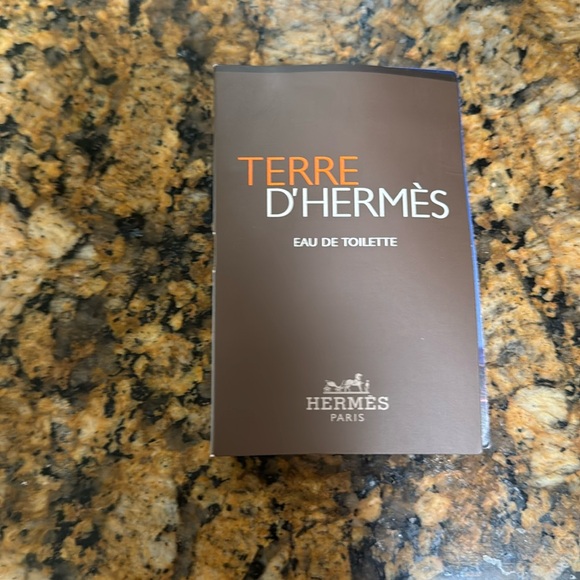 TERRE
D'HERMÈS
EAU DE TOILETTE
HERMÈS
PARIS